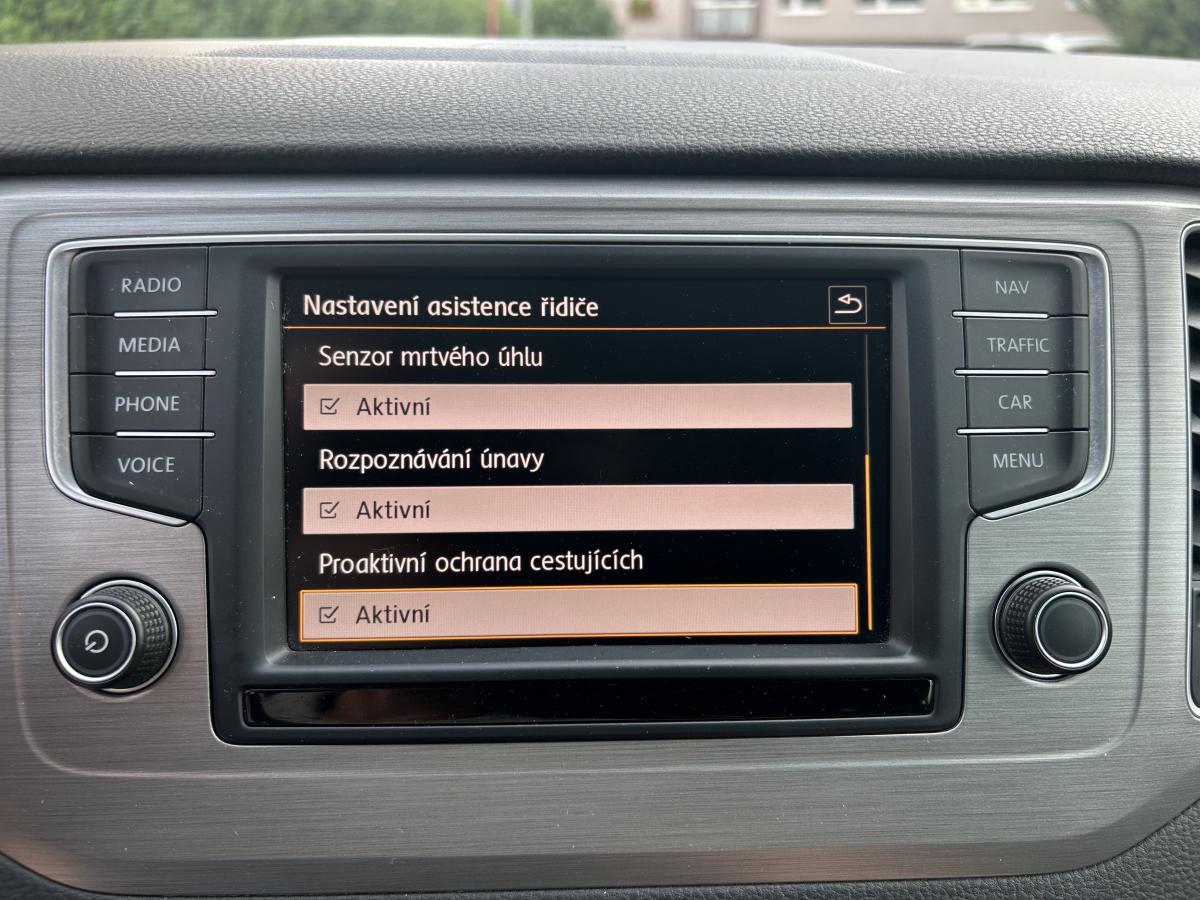 RADIO
MEDIA
PHONE
VOICE
Nastavení asistence řidiče
Senzor mrtvého úhlu
Aktivní
Rozpoznávání únavy
Aktivní
Proaktivní ochrana cestujících
Aktivní
NAV
TRAFFIC
CAR
MENU